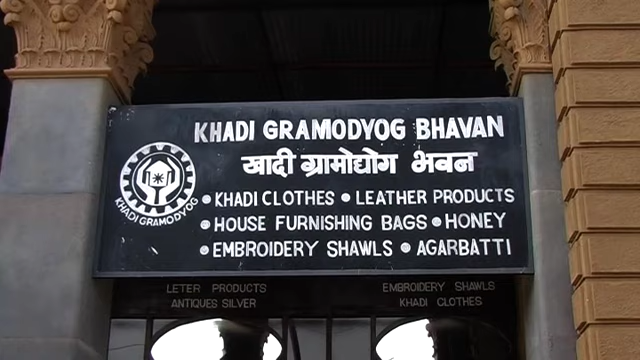 KHADI GRAMODYOG BHAVAN
खादी ग्रामोद्योग भवन
KHADI GRAMODYOG
• KHADI CLOTHES • LEATHER PRODUCTS
• HOUSE FURNISHING BAGS • HONEY
• EMBROIDERY SHAWLS • AGARBATTI
LETER PRODUCTS EMBROIDERY SHAWLS
ANTIQUES SILVER KHADI CLOTHES